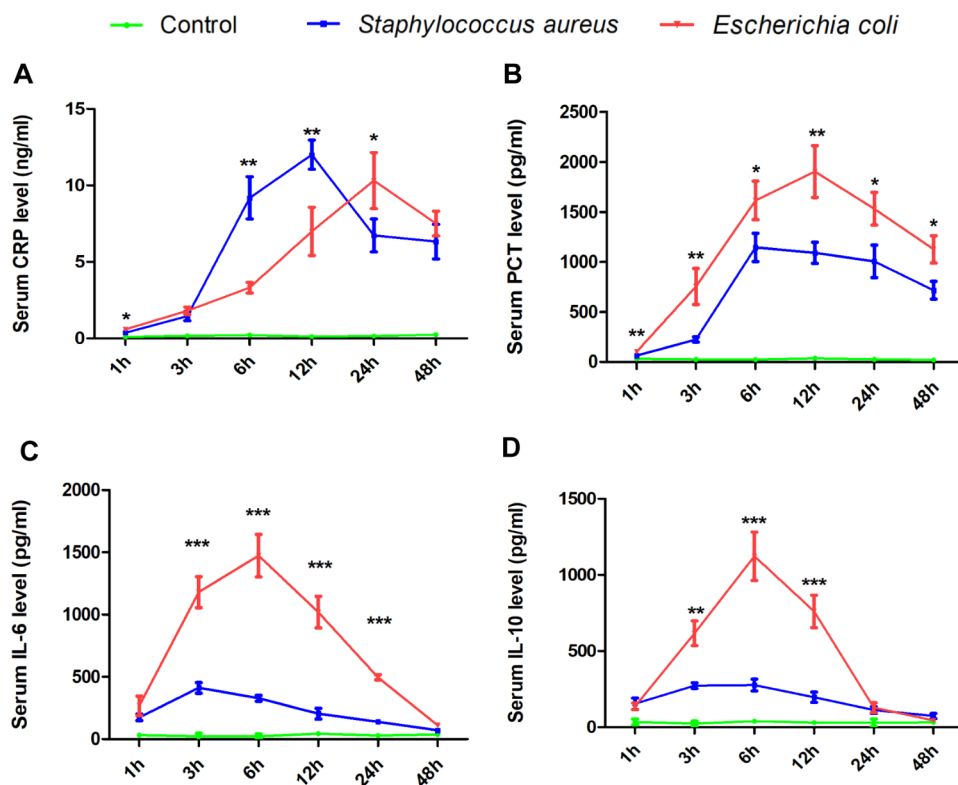 Control Staphylococcus aureus Escherichia coli
A
Serum CRP level (ng/ml)
15
10
5
0
* ** ** *
1h 3h 6h 12h 24h 48h
B
Serum PCT level (pg/ml)
2500
2000
1500
1000
500
0
** ** * ** * *
1h 3h 6h 12h 24h 48h
C
Serum IL-6 level (pg/ml)
2000
1500
1000
500
0
*** *** *** ***
1h 3h 6h 12h 24h 48h
D
Serum IL-10 level (pg/ml)
1500
1000
500
0
** *** ***
1h 3h 6h 12h 24h 48h